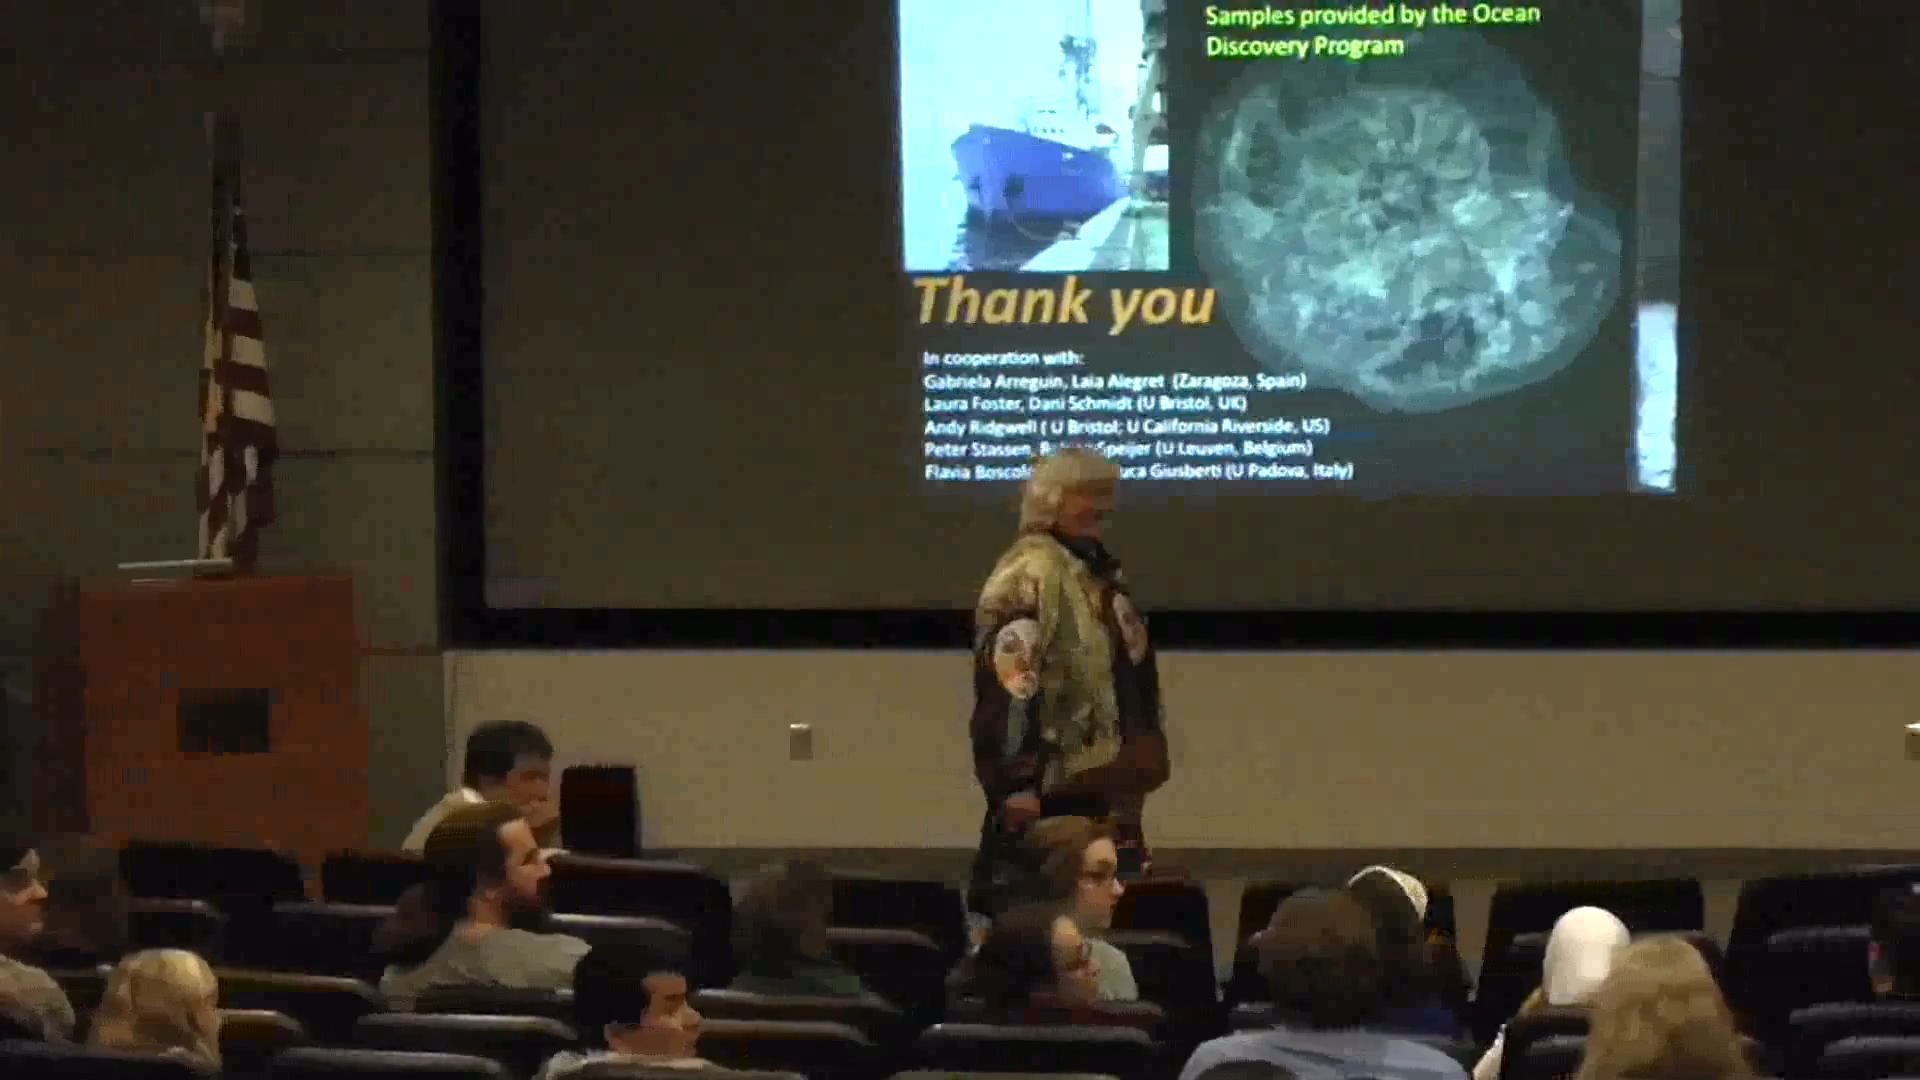 Samples provided by the Ocean
Discovery Program
Thank you
In cooperation with:
Gabriela Arreguin, Laia Alegret (Zaragoza, Spain)
Laura Foster, Dani Schmidt (U Bristol, UK)
Andy Ridgwell ( U Bristol; U California Riverside, US)
Peter Stassen, Speijer (U Leuven, Belgium)
Flavia Giusberti (U Padova, Italy)